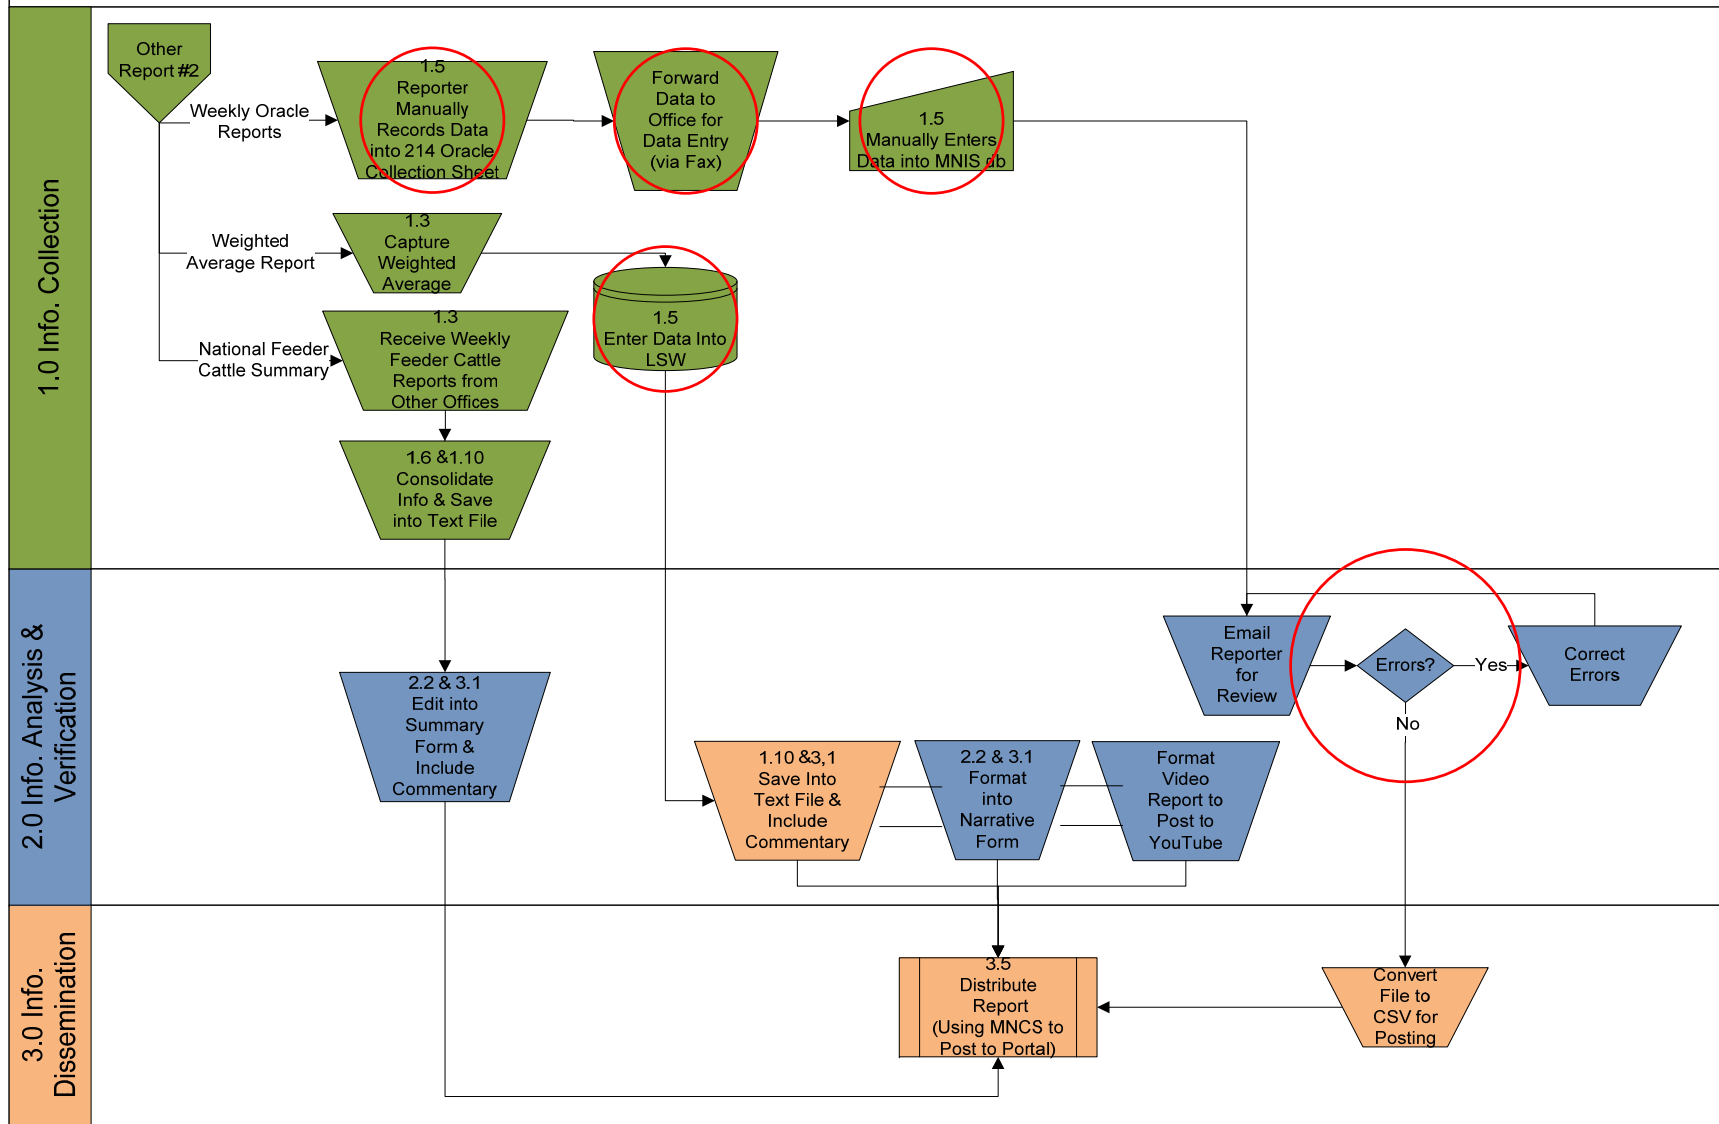 1.0 Info. Collection
Other
Report #2
Weekly Oracle
Reports
1.5
Reporter
Manually
Records Data
into 214 Oracle
Collection Sheet
Forward
Data to
Office for
Data Entry
(via Fax)
1.5
Manually Enters
Data into MNIS db
Weighted
Average Report
1.3
Capture
Weighted
Average
1.5
Enter Data Into
LSW
National Feeder
Cattle Summary
1.3
Receive Weekly
Feeder Cattle
Reports from
Other Offices
1.6 &1.10
Consolidate
Info & Save
into Text File
2.0 Info. Analysis &
Verification
Email
Reporter
for
Review
Errors?
Yes
No
Correct
Errors
2.2 & 3.1
Edit into
Summary
Form &
Include
Commentary
1.10 &3,1
Save Into
Text File &
Include
Commentary
2.2 & 3.1
Format
into
Narrative
Form
Format
Video
Report to
Post to
YouTube
3.0 Info.
Dissemination
3.5
Distribute
Report
(Using MNCS to
Post to Portal)
Convert
File to
CSV for
Posting